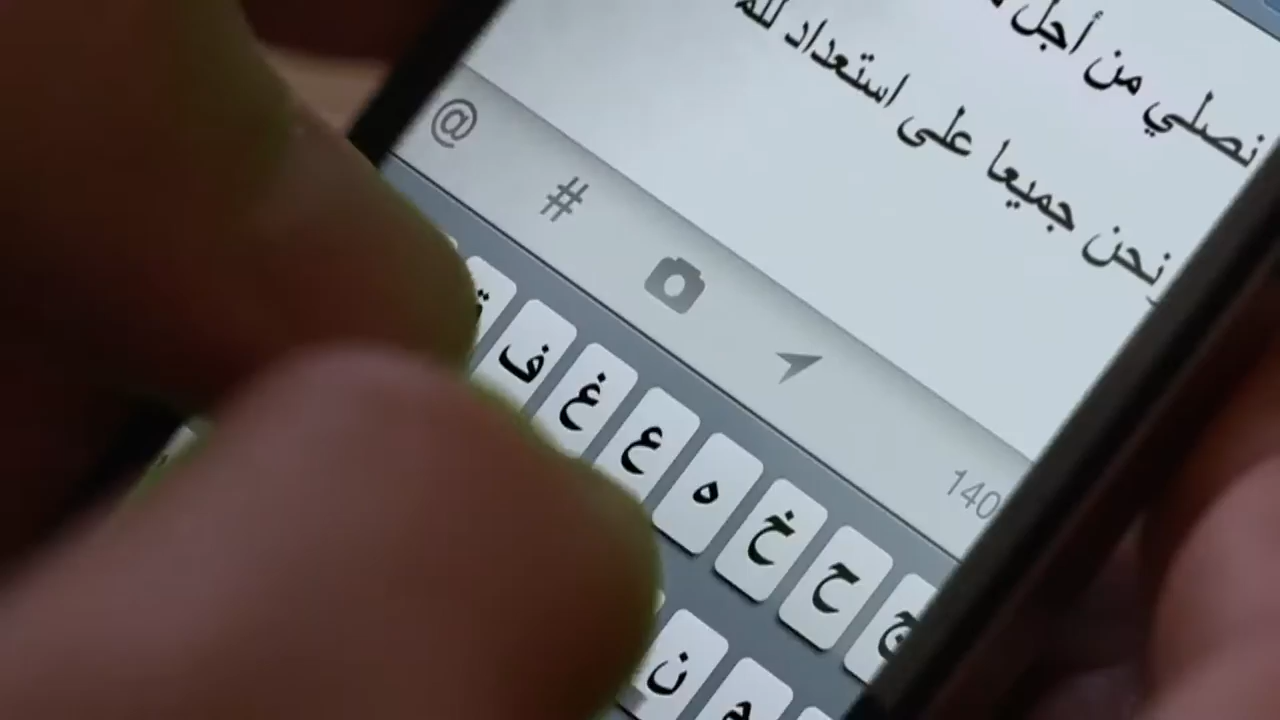 نصلي من أجل
نحن جميعا على استعداد
@ #
140
ف غ ع ه خ ح ج
ن ه